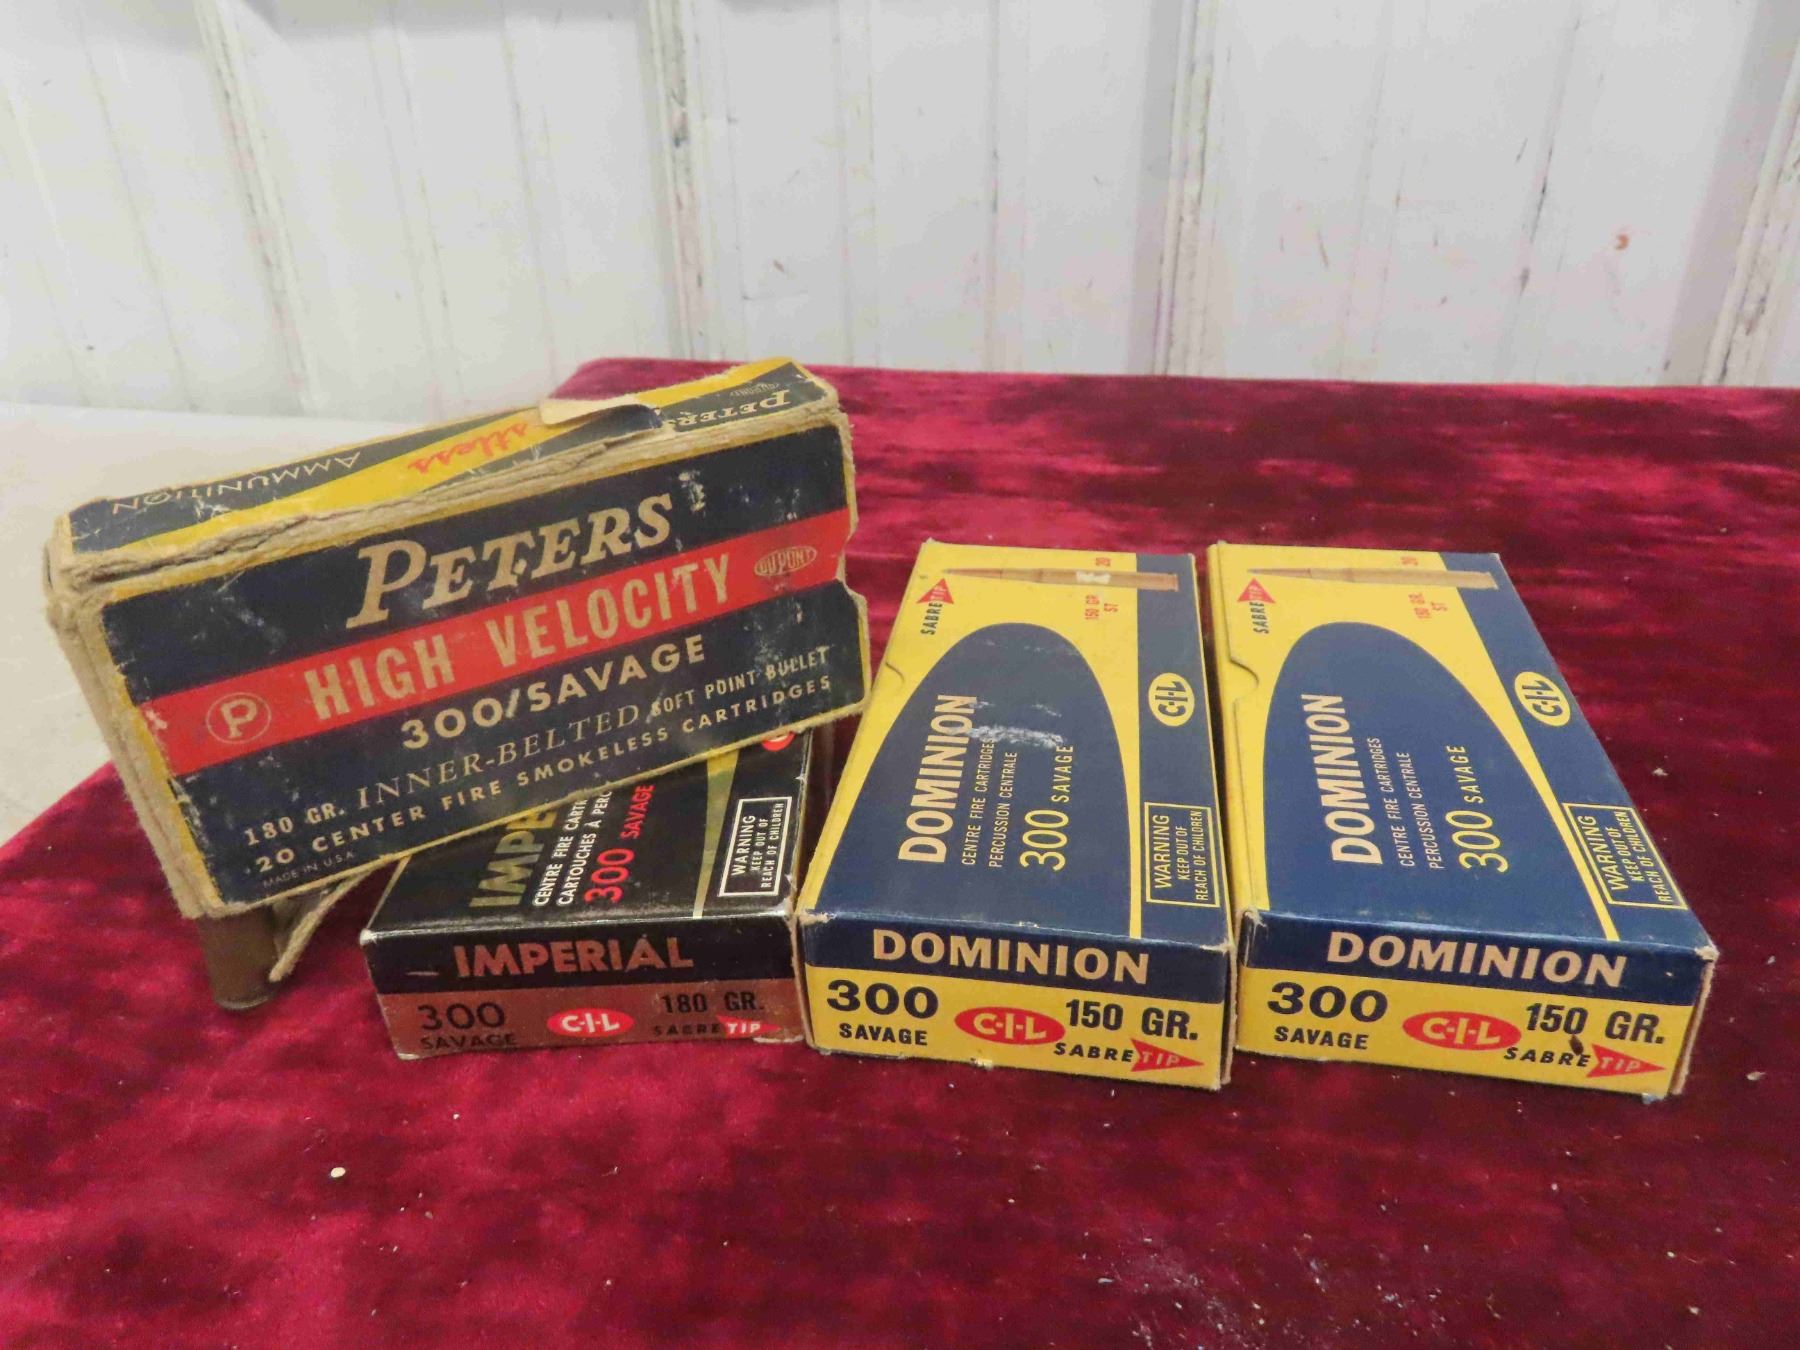 PETERS
DUPONT
Rustless
AMMUNITION
PETERS
HIGH VELOCITY
DUPONT
P
300/SAVAGE
180 GR. INNER-BELTED SOFT POINT BULLET
20 CENTER FIRE SMOKELESS CARTRIDGES
MADE IN U.S.A.
IMPE
CENTRE FIRE CARTR
CARTOUCHES À PERC
300 SAVAGE
WARNING
KEEP OUT OF
REACH OF CHILDREN
IMPERIAL
300
SAVAGE
C-I-L
180 GR.
SABRE TIP
SABRE TIP
150 GR.
ST
20
C-I-L
DOMINION
CENTRE FIRE CARTRIDGES
PERCUSSION CENTRALE
300 SAVAGE
WARNING
KEEP OUT OF
REACH OF CHILDREN
DOMINION
300
SAVAGE
C-I-L
150 GR.
SABRE TIP
SABRE TIP
150 GR.
ST
20
C-I-L
DOMINION
CENTRE FIRE CARTRIDGES
PERCUSSION CENTRALE
300 SAVAGE
WARNING
KEEP OUT OF
REACH OF CHILDREN
DOMINION
300
SAVAGE
C-I-L
150 GR.
SABRE TIP